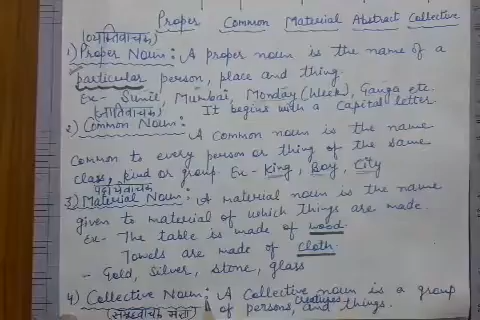 Proper Common Material Abstract Collective
(व्यक्तिवाचक)
1) Proper Noun: A proper noun is the name of a
particular person, place and thing.
Ex- Sunil, Mumbai, Monday (Week), Ganga etc.
(जातिवाचक) It begins with a capital letter.
2) Common Noun: A Common noun is the name
Common to every person or thing of the same
class, kind or group Ex- King, Boy, City
पदार्थवाचक
3) Material Noun: A material noun is the name
given to material of which things are made.
Ex- The table is made of wood.
Towels are made of cloth.
- Gold, Silver, Stone, glass
4) Collective Noun: A Collective noun is a group
creatures
(समूहवाचक संज्ञा) of persons, and things.